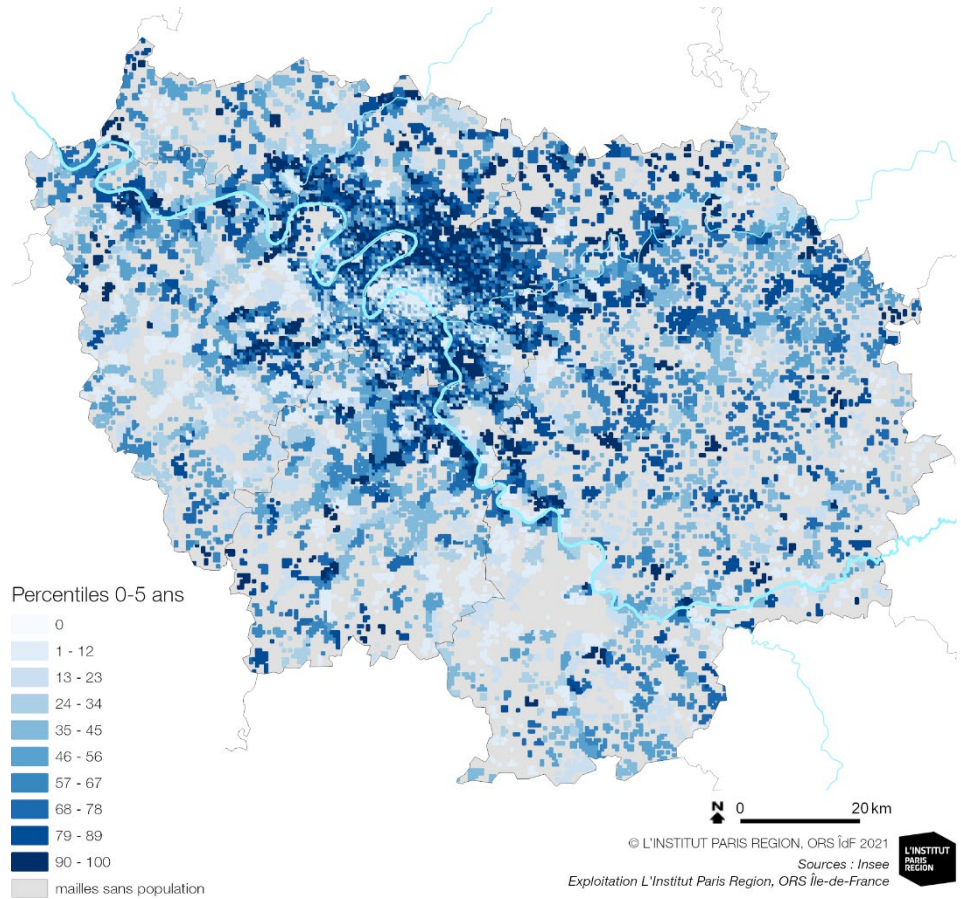 Percentiles 0-5 ans
0
1 - 12
13 - 23
24 - 34
35 - 45
46 - 56
57 - 67
68 - 78
79 - 89
90 - 100
mailles sans population
N 0 20 km
© L'INSTITUT PARIS REGION, ORS ÎdF 2021
Sources : Insee
Exploitation L'Institut Paris Region, ORS Île-de-France
L'INSTITUT
PARIS
REGION